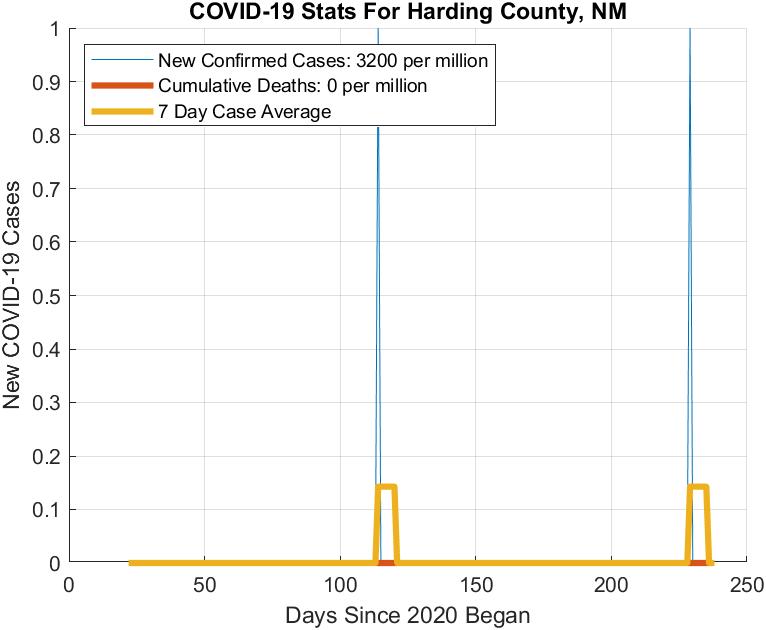 COVID-19 Stats For Harding County, NM
New Confirmed Cases: 3200 per million
Cumulative Deaths: 0 per million
7 Day Case Average
New COVID-19 Cases
1
0.9
0.8
0.7
0.6
0.5
0.4
0.3
0.2
0.1
0
0 50 100 150 200 250
Days Since 2020 Began